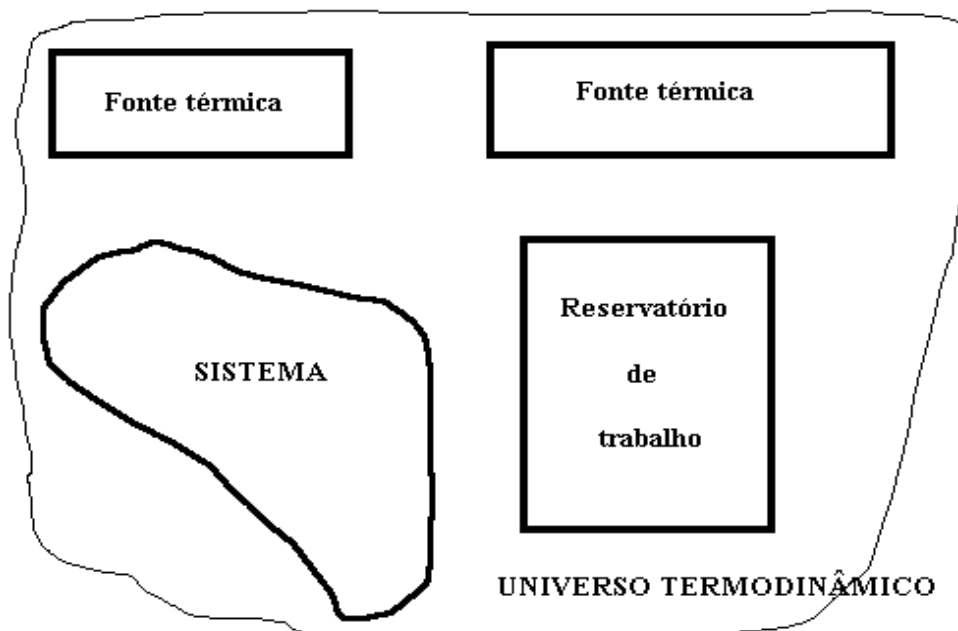 Fonte térmica
Fonte térmica
SISTEMA
Reservatório
de
trabalho
UNIVERSO TERMODINÂMICO